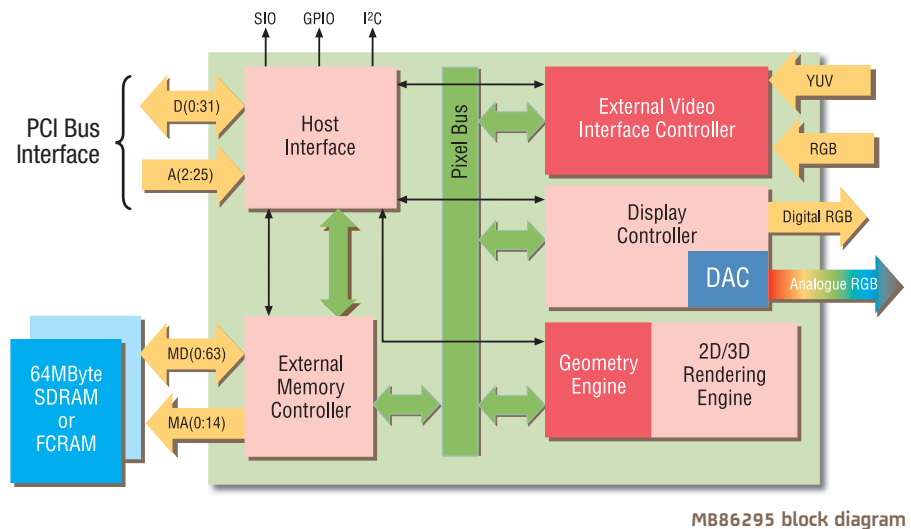 SIO
GPIO
I²C
PCI Bus
Interface
D(0:31)
A(2:25)
Host
Interface
Pixel Bus
External Video
Interface Controller
YUV
RGB
Display
Controller
DAC
Digital RGB
Analogue RGB
64MByte
SDRAM
or
FCRAM
MD(0:63)
MA(0:14)
External
Memory
Controller
Geometry
Engine
2D/3D
Rendering
Engine
MB86295 block diagram